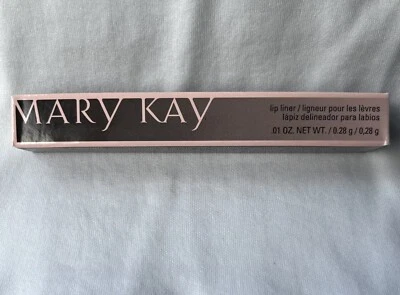 MARY KAY
lip liner / ligneur pour les lèvres
lápiz delineador para labios
.01 OZ. NET WT. / 0.28 g / 0,28 g